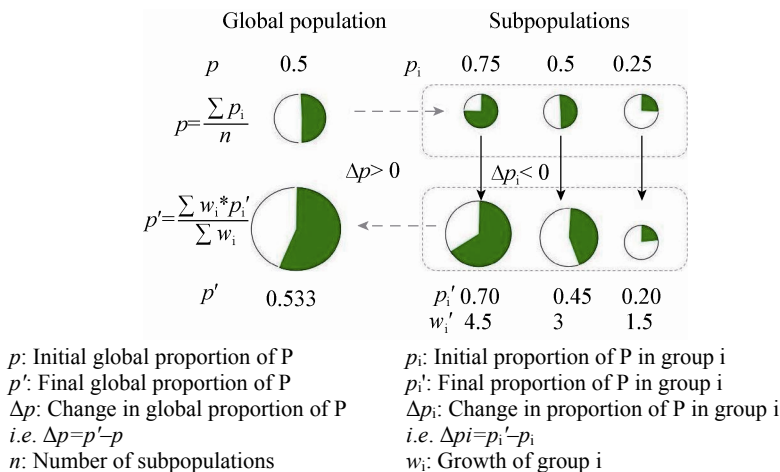 Global population Subpopulations
p 0.5 pᵢ 0.75 0.5 0.25
p=∑ pᵢ/n
Δp> 0 Δpᵢ< 0
p'=∑ wᵢ*pᵢ'/∑ wᵢ
p' 0.533 pᵢ' 0.70 0.45 0.20
wᵢ' 4.5 3 1.5
p: Initial global proportion of P pᵢ: Initial proportion of P in group i
p': Final global proportion of P pᵢ': Final proportion of P in group i
Δp: Change in global proportion of P Δpᵢ: Change in proportion of P in group i
i.e. Δp=p'–p i.e. Δpi=pᵢ'–pᵢ
n: Number of subpopulations wᵢ: Growth of group i